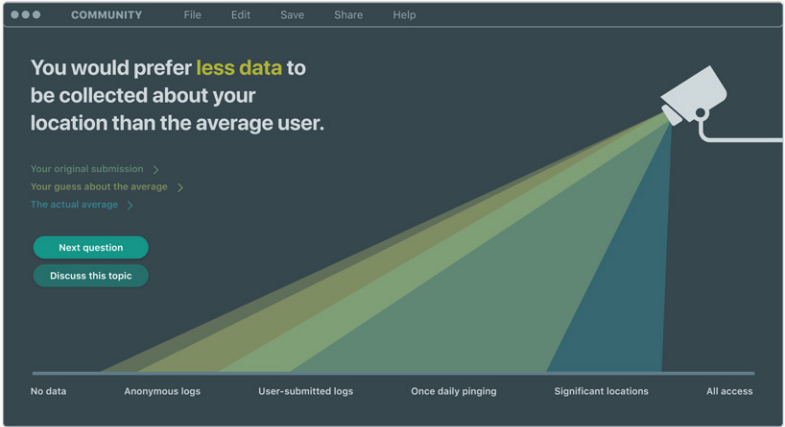 COMMUNITY File Edit Save Share Help
You would prefer less data to
be collected about your
location than the average user.
Your original submission >
Your guess about the average >
The actual average >
Next question
Discuss this topic
No data Anonymous logs User-submitted logs Once daily pinging Significant locations All access